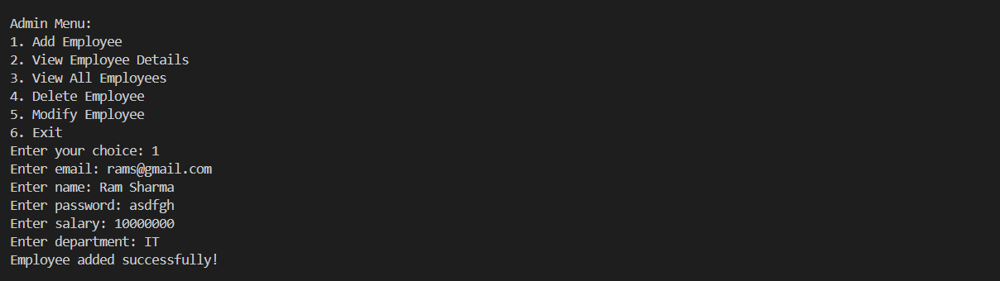 Admin Menu:
1. Add Employee
2. View Employee Details
3. View All Employees
4. Delete Employee
5. Modify Employee
6. Exit
Enter your choice: 1
Enter email: rams@gmail.com
Enter name: Ram Sharma
Enter password: asdfgh
Enter salary: 10000000
Enter department: IT
Employee added successfully!